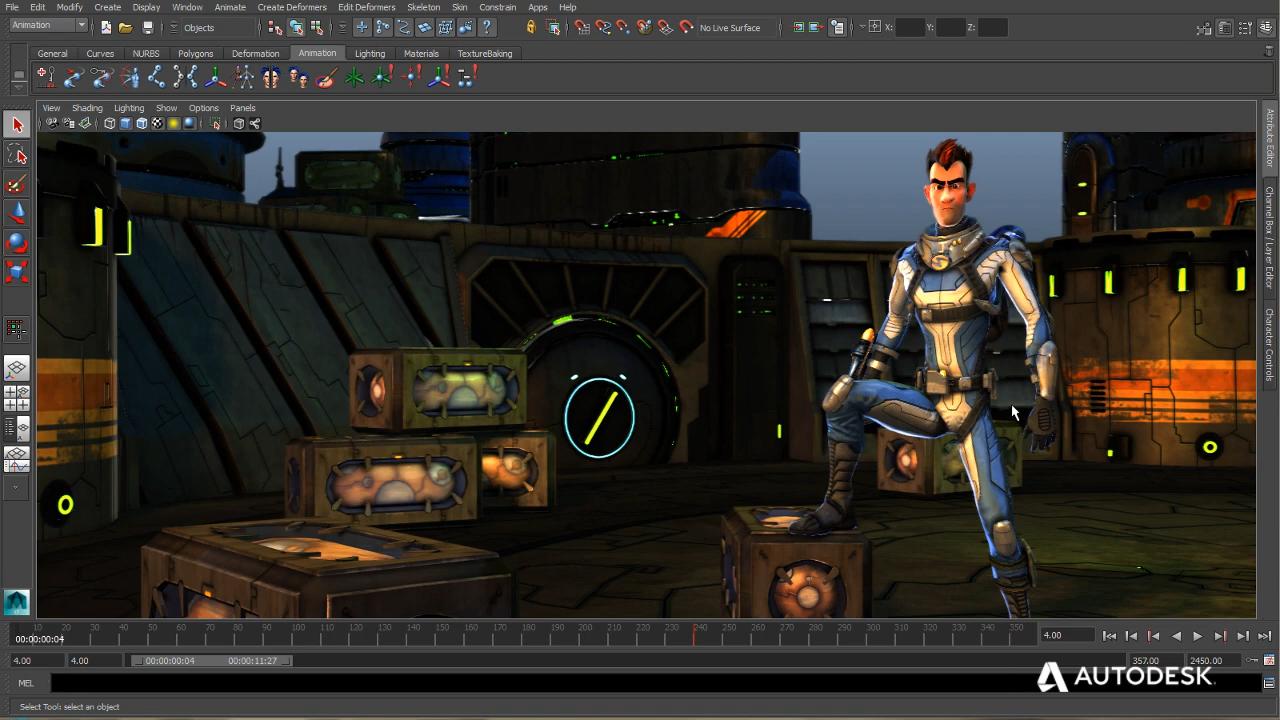 File Edit Modify Create Display Window Animate Create Deformers Edit Deformers Skeleton Skin Constrain Apps Help
Animation Objects ? No Live Surface X: Y: Z:
General Curves NURBS Polygons Deformation Animation Lighting Materials TextureBaking
View Shading Lighting Show Options Panels
Attribute Editor
Channel Box / Layer Editor
Character Controls
10 20 30 40 50 60 70 80 90 100 110 120 130 140 150 160 170 180 190 200 210 220 230 240 250 260 270 280 290 300 310 320 330 340 350
00:00:00:04 4.00
4.00 4.00 00:00:00:04 00:00:11:27 357.00 2450.00
MEL AUTODESK.
Select Tool: select an object